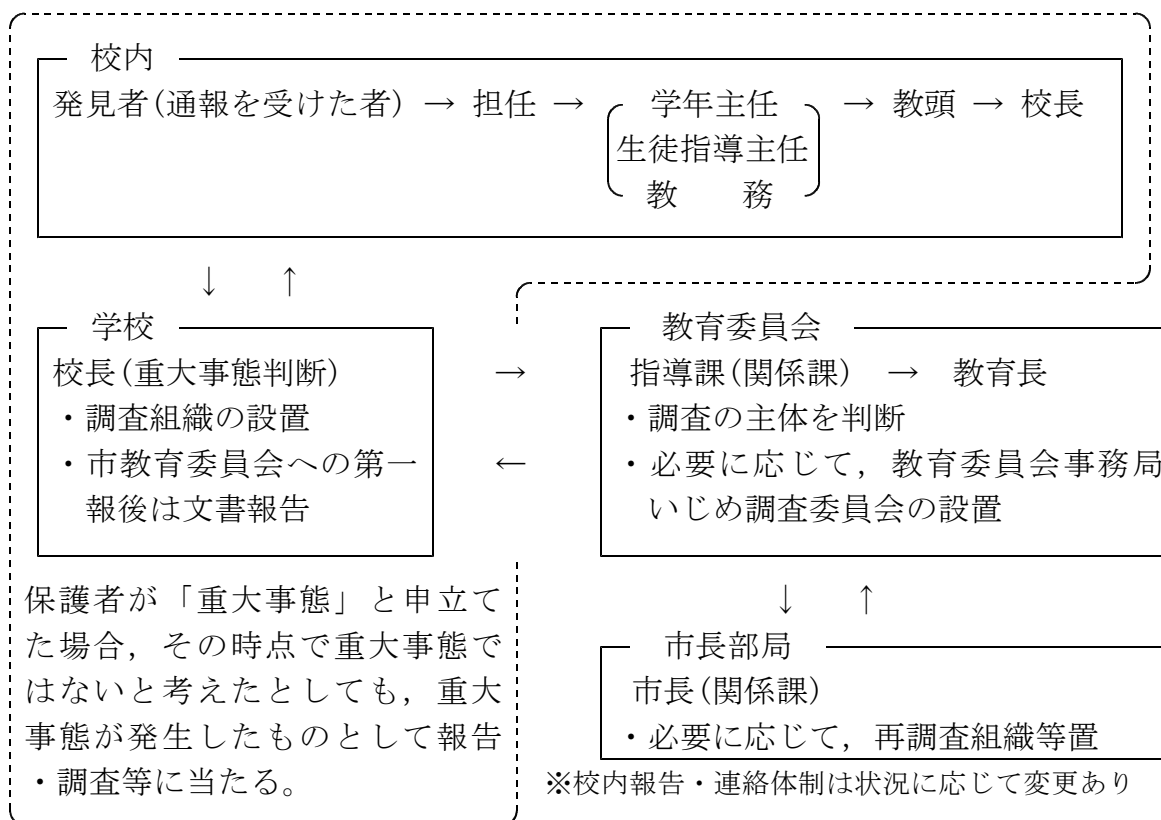 校内
発見者(通報を受けた者) → 担任 → 学年主任 → 教頭 → 校長
生徒指導主任
教　　務
↓　↑
学校
校長(重大事態判断)
・調査組織の設置
・市教育委員会への第一
報後は文書報告
→
←
教育委員会
指導課(関係課)　→　教育長
・調査の主体を判断
・必要に応じて，教育委員会事務局
いじめ調査委員会の設置
保護者が「重大事態」と申立て
た場合，その時点で重大事態で
はないと考えたとしても，重大
事態が発生したものとして報告
・調査等に当たる。
↓　↑
市長部局
市長(関係課)
・必要に応じて，再調査組織等置
※校内報告・連絡体制は状況に応じて変更あり